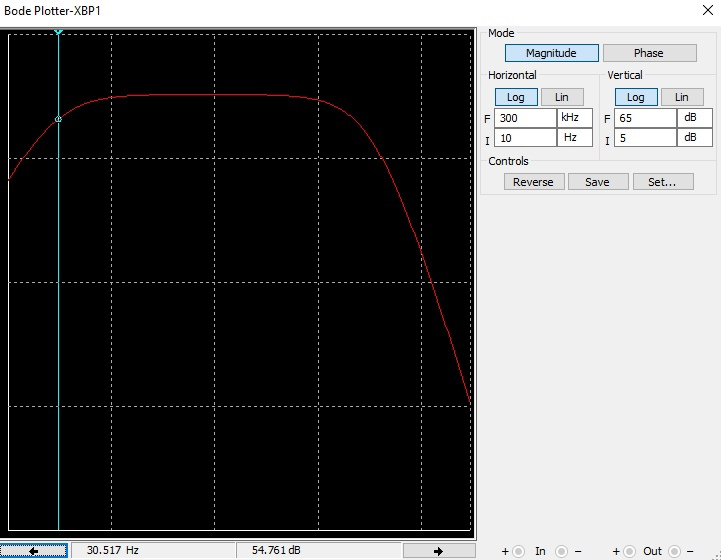 Bode Plotter-XBP1
Mode
Magnitude Phase
Horizontal Vertical
Log Lin Log Lin
F 300 kHz F 65 dB
I 10 Hz I 5 dB
Controls
Reverse Save Set...
30.517 Hz 54.761 dB + In − + Out −